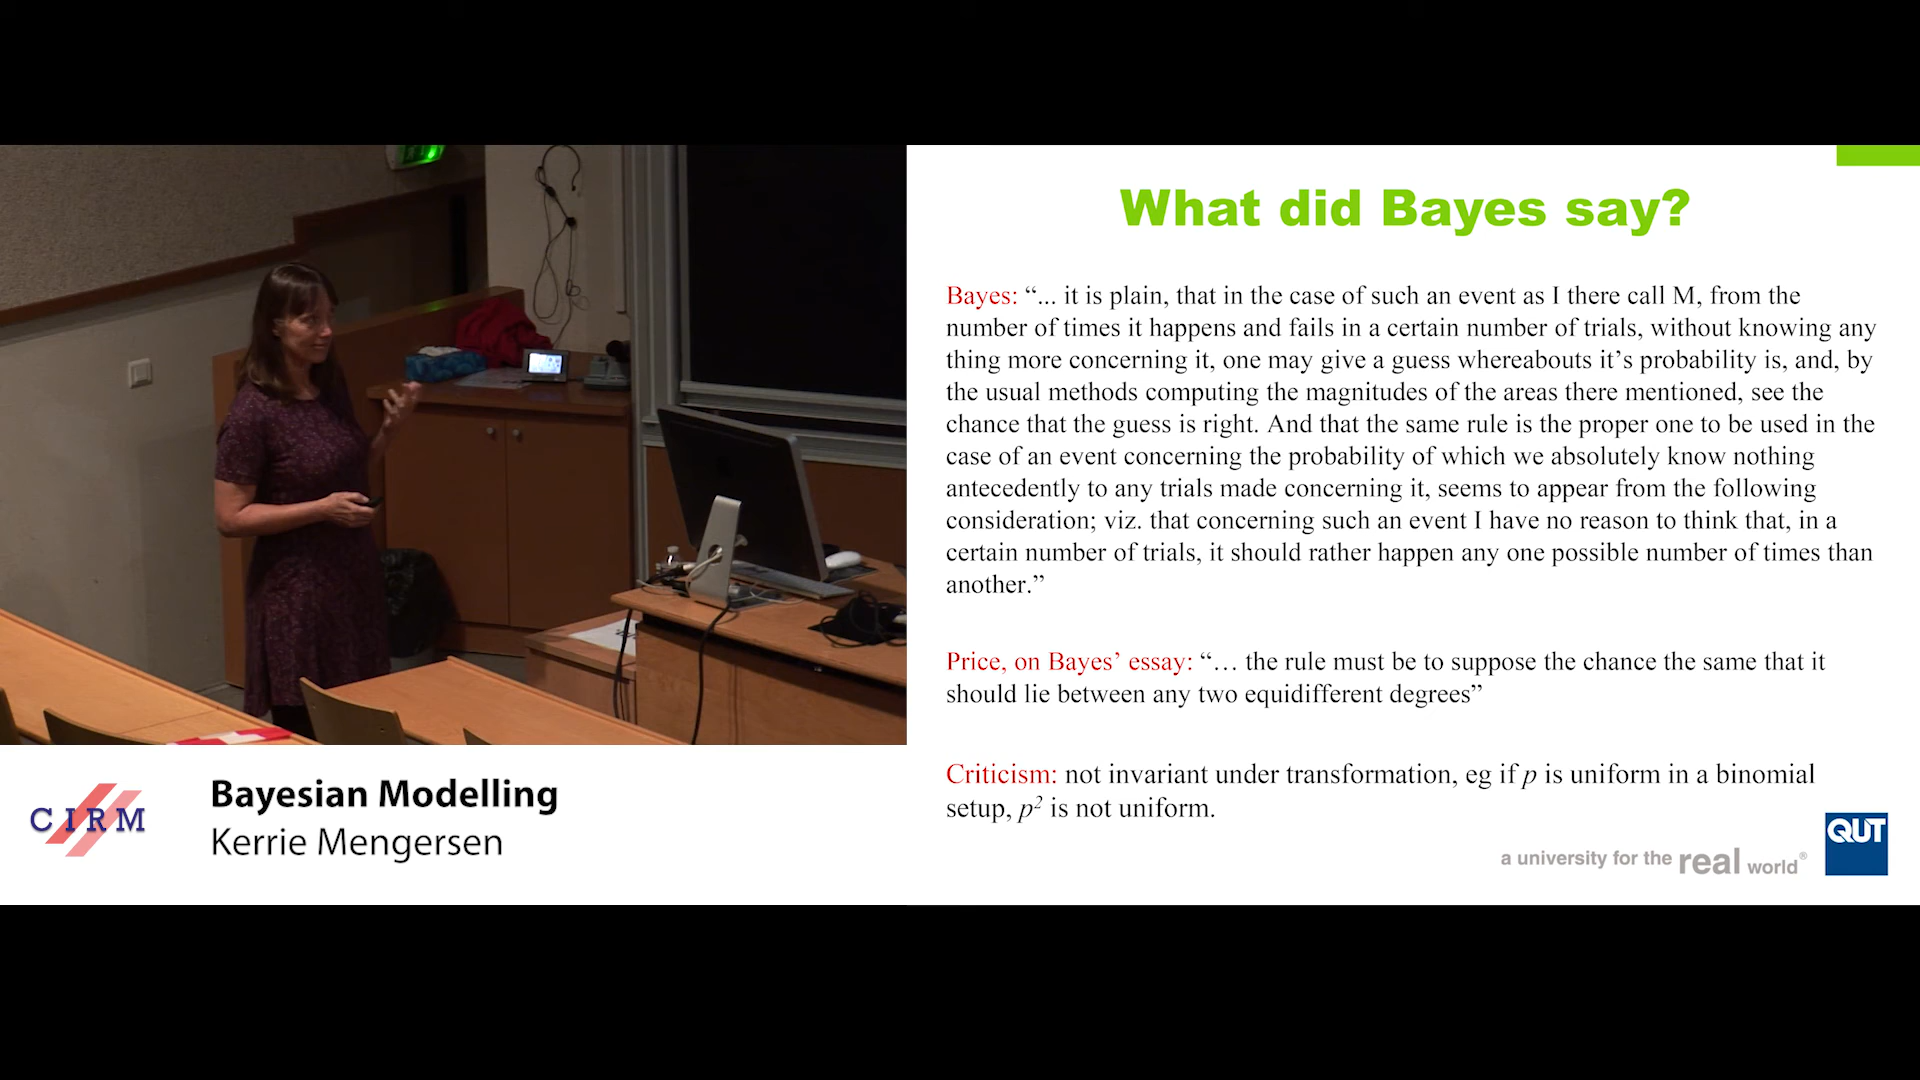 What did Bayes say?
Bayes: “... it is plain, that in the case of such an event as I there call M, from the
number of times it happens and fails in a certain number of trials, without knowing any
thing more concerning it, one may give a guess whereabouts it’s probability is, and, by
the usual methods computing the magnitudes of the areas there mentioned, see the
chance that the guess is right. And that the same rule is the proper one to be used in the
case of an event concerning the probability of which we absolutely know nothing
antecedently to any trials made concerning it, seems to appear from the following
consideration; viz. that concerning such an event I have no reason to think that, in a
certain number of trials, it should rather happen any one possible number of times than
another.”
Price, on Bayes’ essay: “… the rule must be to suppose the chance the same that it
should lie between any two equidifferent degrees”
Criticism: not invariant under transformation, eg if p is uniform in a binomial
setup, p² is not uniform.
a university for the real world®
QUT
CIRM
Bayesian Modelling
Kerrie Mengersen